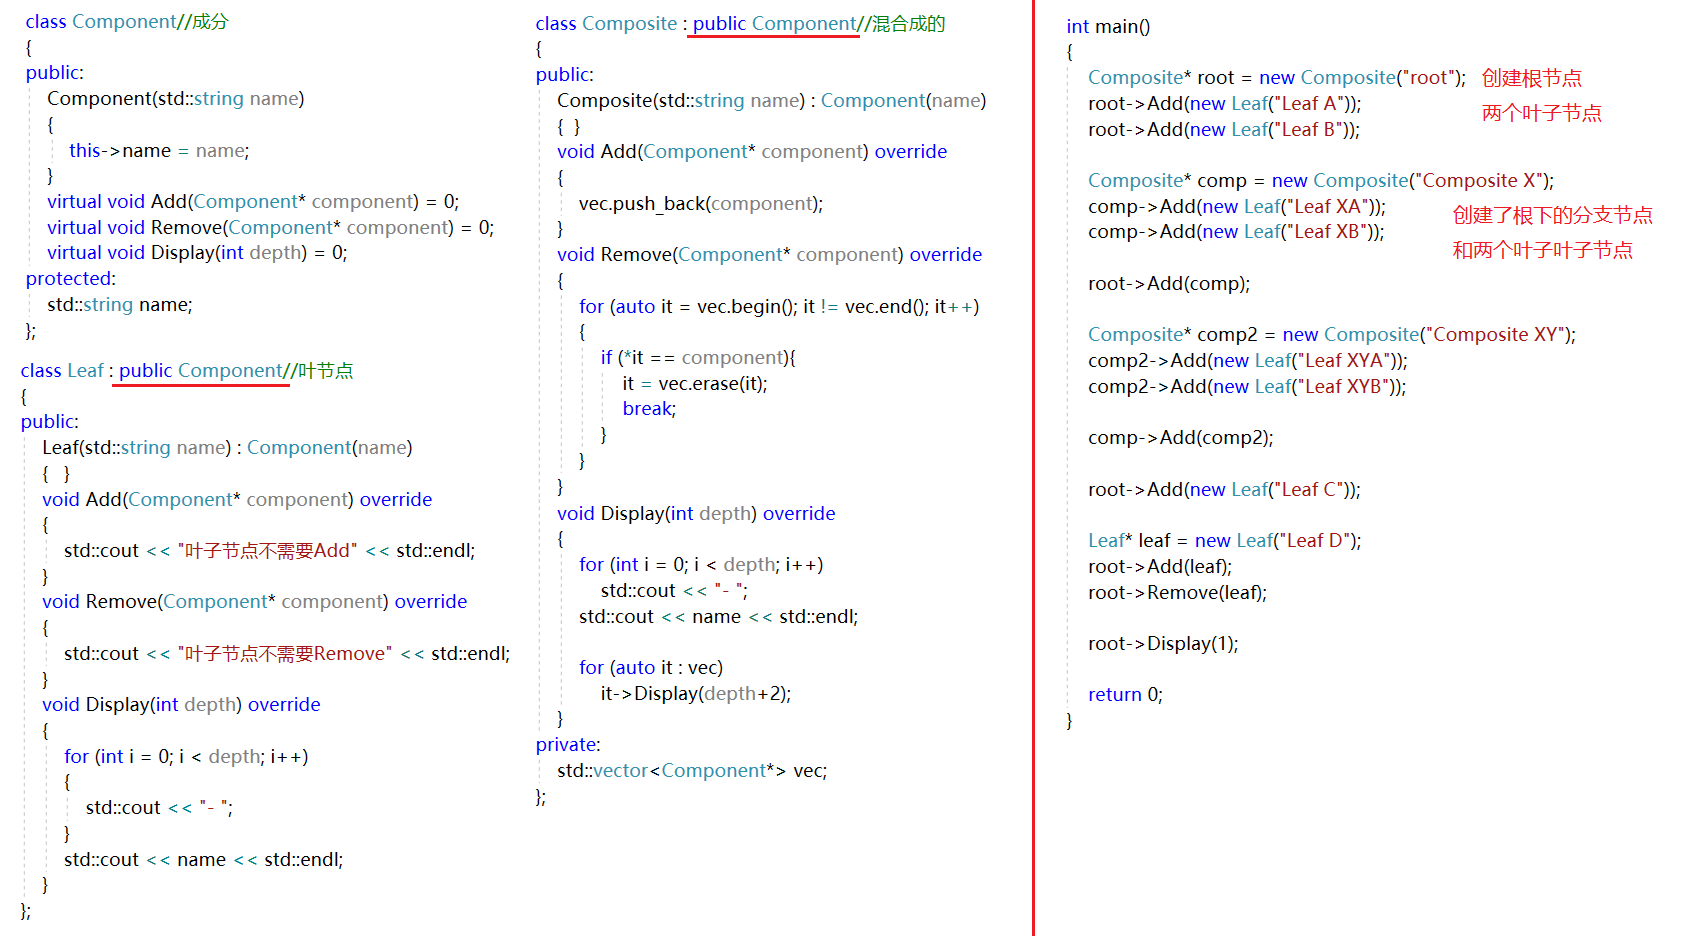 class Component//成分
{
public:
Component(std::string name)
{
this->name = name;
}
virtual void Add(Component* component) = 0;
virtual void Remove(Component* component) = 0;
virtual void Display(int depth) = 0;
protected:
std::string name;
};
class Leaf : public Component//叶节点
{
public:
Leaf(std::string name) : Component(name)
{ }
void Add(Component* component) override
{
std::cout << "叶子节点不需要Add" << std::endl;
}
void Remove(Component* component) override
{
std::cout << "叶子节点不需要Remove" << std::endl;
}
void Display(int depth) override
{
for (int i = 0; i < depth; i++)
{
std::cout << "- ";
}
std::cout << name << std::endl;
}
};
class Composite : public Component//混合成的
{
public:
Composite(std::string name) : Component(name)
{ }
void Add(Component* component) override
{
vec.push_back(component);
}
void Remove(Component* component) override
{
for (auto it = vec.begin(); it != vec.end(); it++)
{
if (*it == component){
it = vec.erase(it);
break;
}
}
}
void Display(int depth) override
{
for (int i = 0; i < depth; i++)
std::cout << "- ";
std::cout << name << std::endl;
for (auto it : vec)
it->Display(depth+2);
}
private:
std::vector<Component*> vec;
};
int main()
{
Composite* root = new Composite("root"); 创建根节点
root->Add(new Leaf("Leaf A")); 两个叶子节点
root->Add(new Leaf("Leaf B"));
Composite* comp = new Composite("Composite X");
comp->Add(new Leaf("Leaf XA")); 创建了根下的分支节点
comp->Add(new Leaf("Leaf XB")); 和两个叶子叶子节点
root->Add(comp);
Composite* comp2 = new Composite("Composite XY");
comp2->Add(new Leaf("Leaf XYA"));
comp2->Add(new Leaf("Leaf XYB"));
comp->Add(comp2);
root->Add(new Leaf("Leaf C"));
Leaf* leaf = new Leaf("Leaf D");
root->Add(leaf);
root->Remove(leaf);
root->Display(1);
return 0;
}